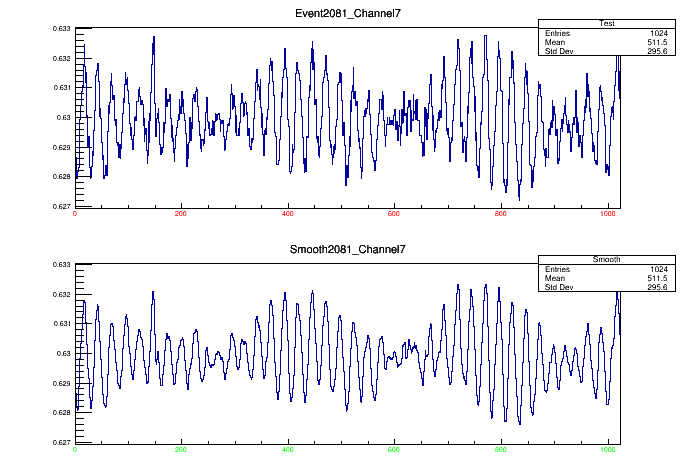 Event2081_Channel7
Test
Entries 1024
Mean 511.5
Std Dev 295.6
0.633
0.632
0.631
0.63
0.629
0.628
0.627
0 200 400 600 800 1000
Smooth2081_Channel7
Smooth
Entries 1024
Mean 511.5
Std Dev 295.6
0.633
0.632
0.631
0.63
0.629
0.628
0.627
0 200 400 600 800 1000